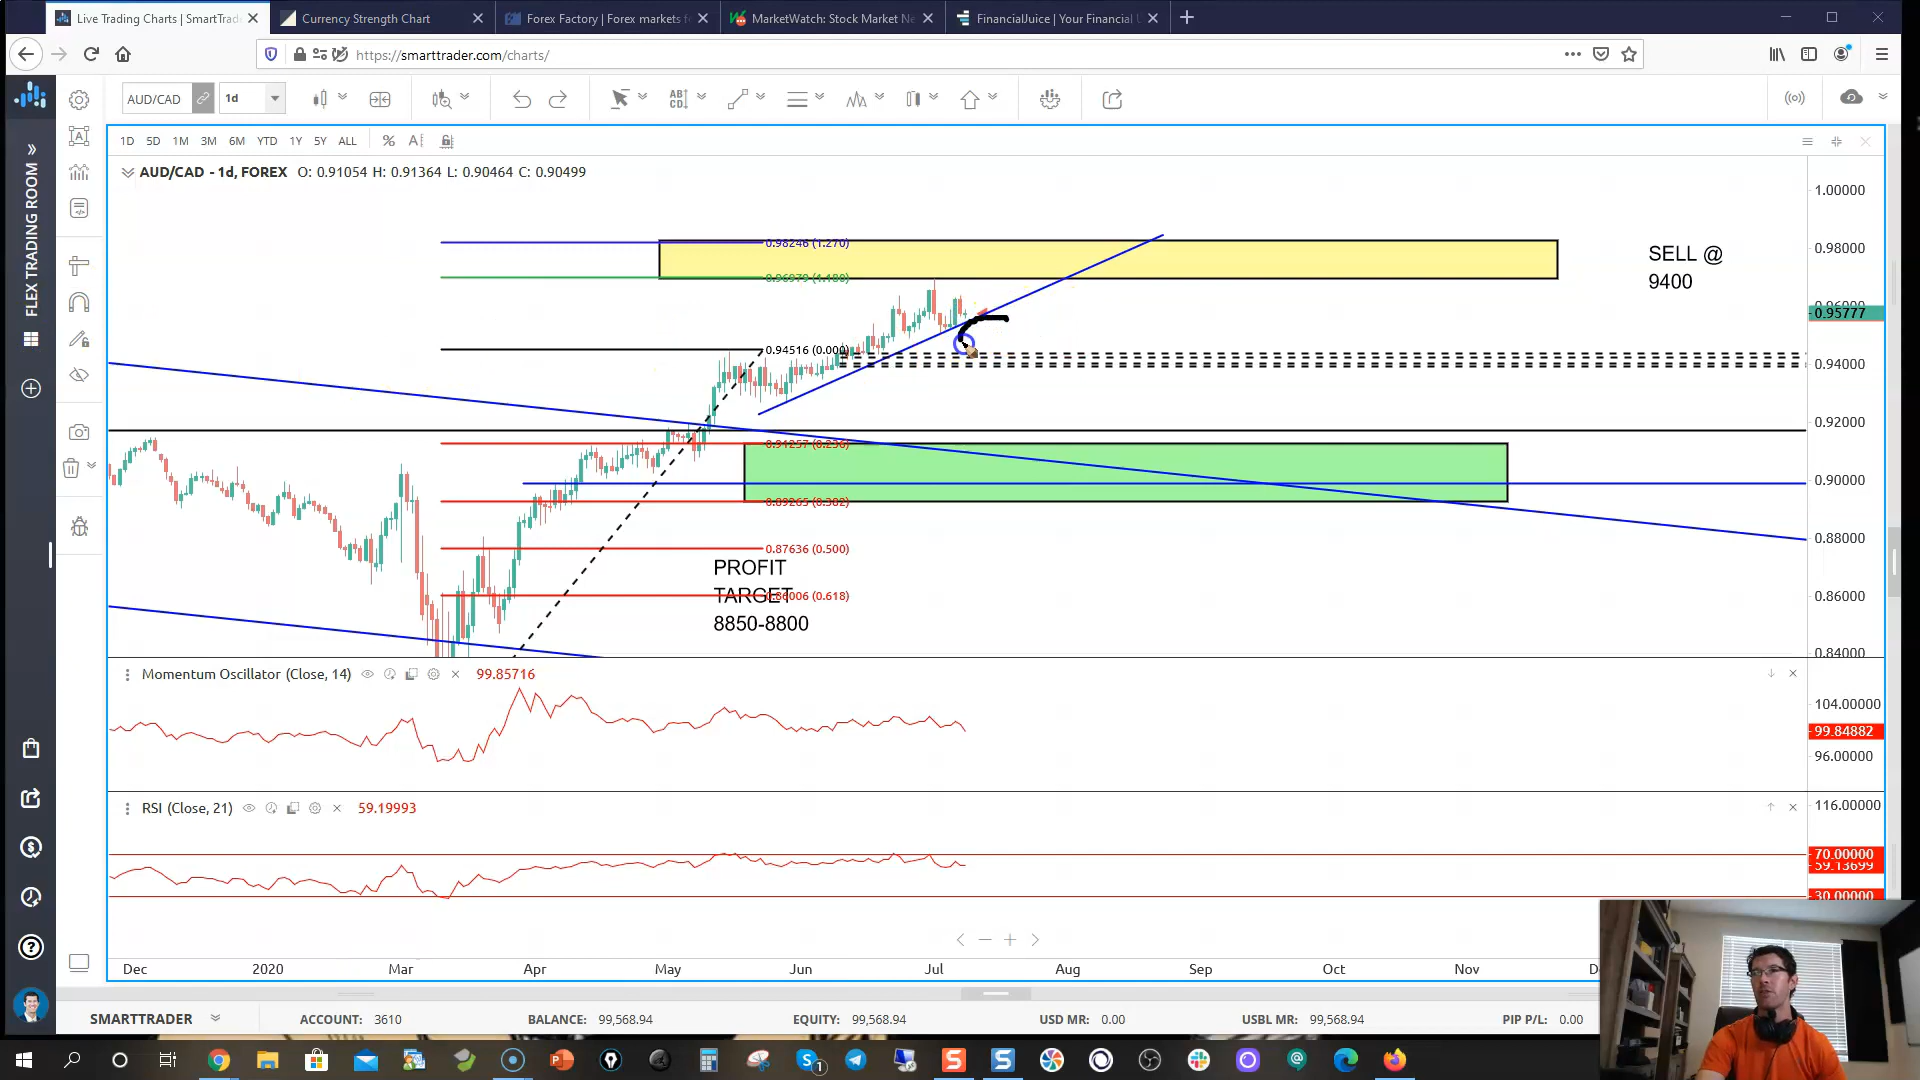 Live Trading Charts | SmartTrad
Currency Strength Chart
Forex Factory | Forex markets f
MarketWatch: Stock Market Ne
FinancialJuice | Your Financial
https://smarttrader.com/charts/
AUD/CAD
1d
1D 5D 1M 3M 6M YTD 1Y 5Y ALL
FLEX TRADING ROOM
AUD/CAD - 1d, FOREX O: 0.91054 H: 0.91364 L: 0.90464 C: 0.90499
1.00000
0.98246 (1.270)
0.98000
SELL @
9400
0.96000
0.95777
0.94516 (0.000)
0.94000
0.92000
0.90000
0.89265 (0.382)
0.87636 (0.500)
0.88000
PROFIT
TARGET
0.86006 (0.618)
0.86000
8850-8800
0.84000
Momentum Oscillator (Close, 14) 99.85716
104.00000
99.84882
96.00000
RSI (Close, 21) 59.19993
116.00000
70.00000
59.13699
30.00000
Dec 2020 Mar Apr May Jun Jul Aug Sep Oct Nov
SMARTTRADER ACCOUNT: 3610 BALANCE: 99,568.94 EQUITY: 99,568.94 USD MR: 0.00 USBL MR: 99,568.94 PIP P/L: 0.00